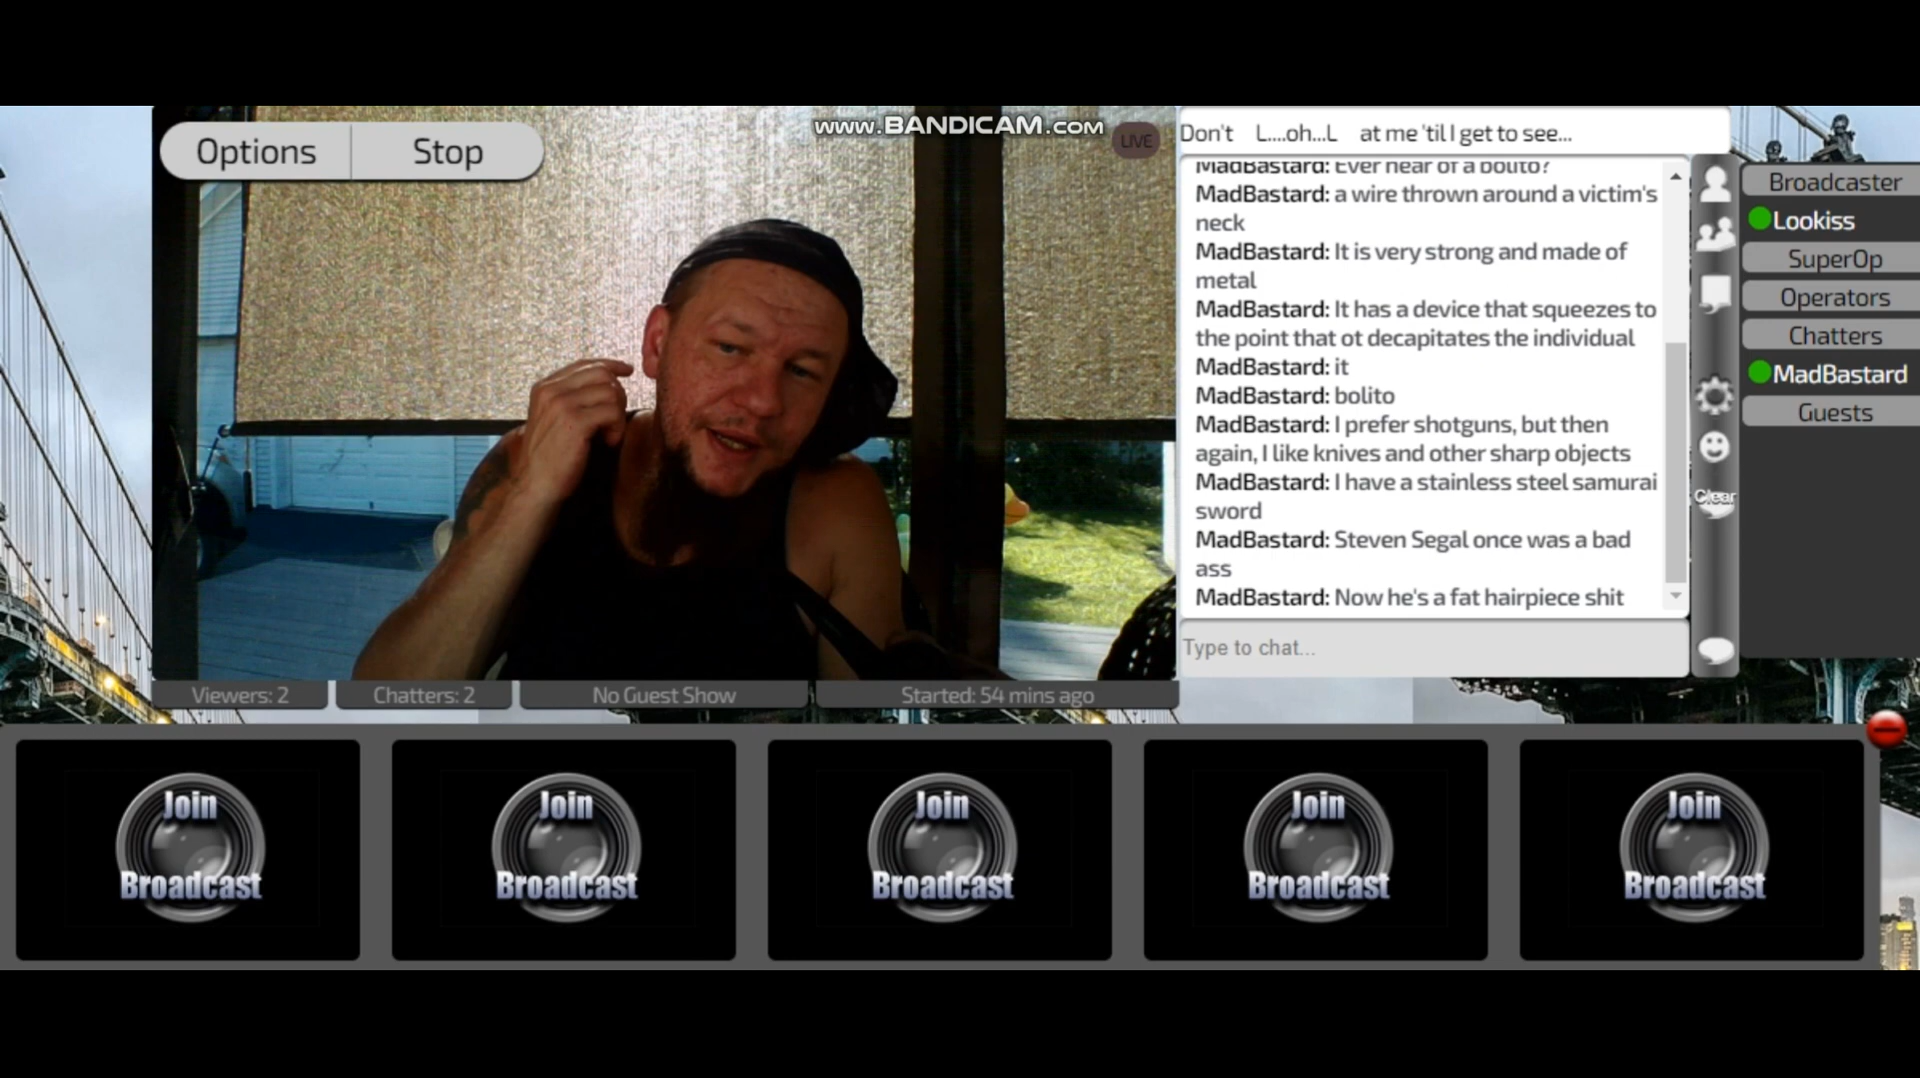 www.BANDICAM.com
Options
Stop
LIVE
Don't L....oh...L at me 'til I get to see...
MadBastard: Ever hear of a bolito?
MadBastard: a wire thrown around a victim's
neck
MadBastard: It is very strong and made of
metal
MadBastard: It has a device that squeezes to
the point that ot decapitates the individual
MadBastard: it
MadBastard: bolito
MadBastard: I prefer shotguns, but then
again, I like knives and other sharp objects
MadBastard: I have a stainless steel samurai
sword
MadBastard: Steven Segal once was a bad
ass
MadBastard: Now he's a fat hairpiece shit
Type to chat...
Clear
Broadcaster
Lookiss
SuperOp
Operators
Chatters
MadBastard
Guests
Viewers: 2
Chatters: 2
No Guest Show
Started: 54 mins ago
Join
Broadcast
Join
Broadcast
Join
Broadcast
Join
Broadcast
Join
Broadcast